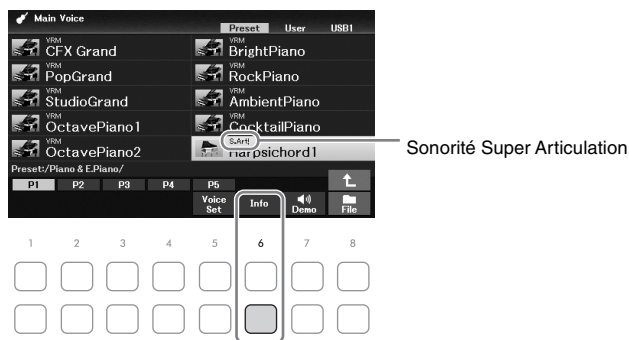 Main Voice
Preset User USB1
VRM VRM
CFX Grand BrightPiano
VRM VRM
PopGrand RockPiano
VRM VRM
StudioGrand AmbientPiano
VRM VRM
OctavePiano1 CocktailPiano
VRM S.Art!
OctavePiano2 Harpsichord1
Sonorité Super Articulation
Preset:/Piano & E.Piano/
P1 P2 P3 P4 P5
Voice Set Info Demo File
1 2 3 4 5 6 7 8